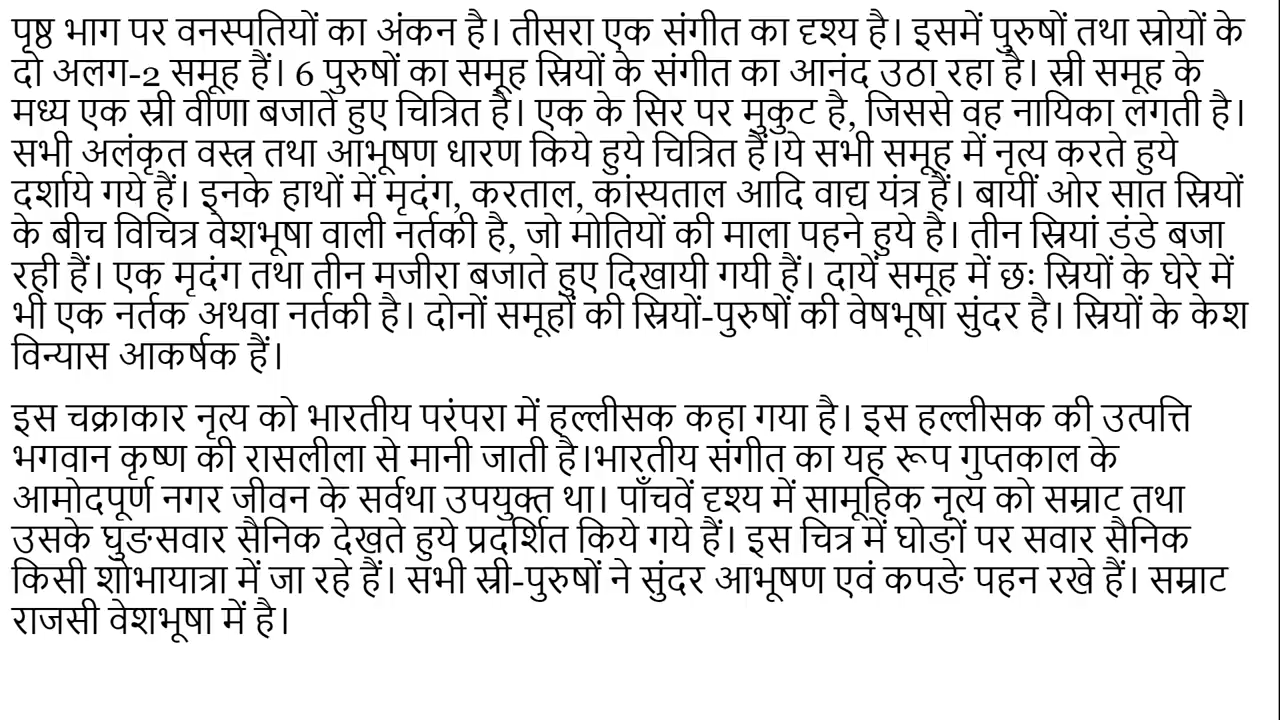 पृष्ठ भाग पर वनस्पतियों का अंकन है। तीसरा एक संगीत का दृश्य है। इसमें पुरुषों तथा स्रोयों के
दो अलग-2 समूह हैं। 6 पुरुषों का समूह स्रियों के संगीत का आनंद उठा रहा है। स्री समूह के
मध्य एक स्री वीणा बजाते हुए चित्रित है। एक के सिर पर मुकुट है, जिससे वह नायिका लगती है।
सभी अलंकृत वस्त्र तथा आभूषण धारण किये हुये चित्रित हैं।ये सभी समूह में नृत्य करते हुये
दर्शाये गये हैं। इनके हाथों में मृदंग, करताल, कांस्यताल आदि वाद्य यंत्र हैं। बायीं ओर सात स्रियों
के बीच विचित्र वेशभूषा वाली नर्तकी है, जो मोतियों की माला पहने हुये है। तीन स्रियां डंडे बजा
रही हैं। एक मृदंग तथा तीन मजीरा बजाते हुए दिखायी गयी हैं। दायें समूह में छः स्रियों के घेरे में
भी एक नर्तक अथवा नर्तकी है। दोनों समूहों की स्रियों-पुरुषों की वेषभूषा सुंदर है। स्रियों के केश
विन्यास आकर्षक हैं।
इस चक्राकार नृत्य को भारतीय परंपरा में हल्लीसक कहा गया है। इस हल्लीसक की उत्पत्ति
भगवान कृष्ण की रासलीला से मानी जाती है।भारतीय संगीत का यह रूप गुप्तकाल के
आमोदपूर्ण नगर जीवन के सर्वथा उपयुक्त था। पाँचवें दृश्य में सामूहिक नृत्य को सम्राट तथा
उसके घुङसवार सैनिक देखते हुये प्रदर्शित किये गये हैं। इस चित्र में घोङों पर सवार सैनिक
किसी शोभायात्रा में जा रहे हैं। सभी स्री-पुरुषों ने सुंदर आभूषण एवं कपङे पहन रखे हैं। सम्राट
राजसी वेशभूषा में है।